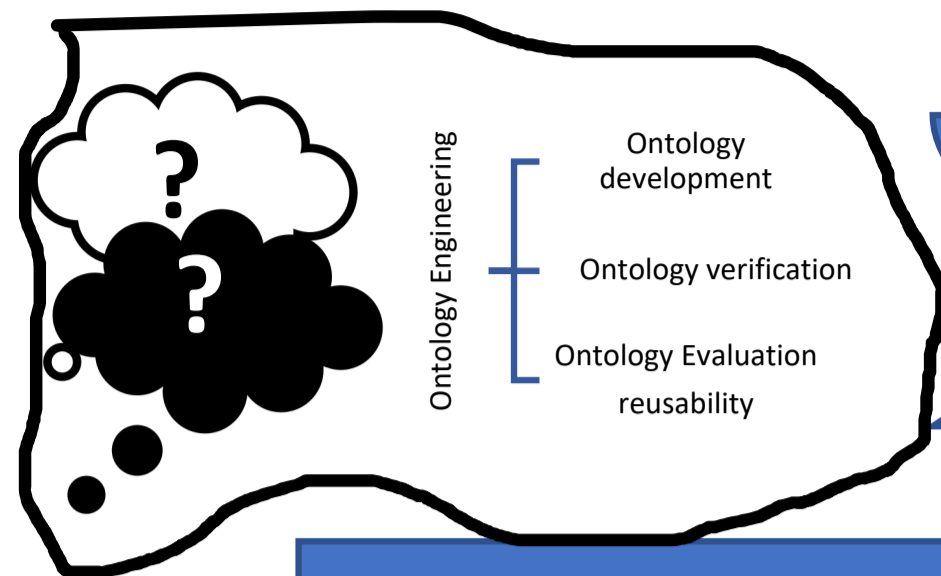 ?
?
Ontology Engineering
Ontology
development
Ontology verification
Ontology Evaluation
reusability